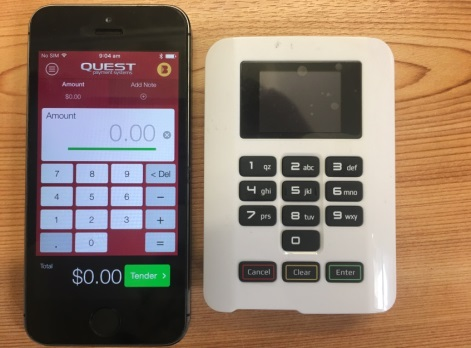 No SIM 9:04 am
QUEST
payment systems
Amount Add Note
$0.00
Amount
0.00
7 8 9 < Del
4 5 6 −
1 2 3 +
. 0 =
Total
$0.00 Tender >
1 qz 2 abc 3 def
4 ghi 5 jkl 6 mno
7 prs 8 tuv 9 wxy
0
Cancel Clear Enter